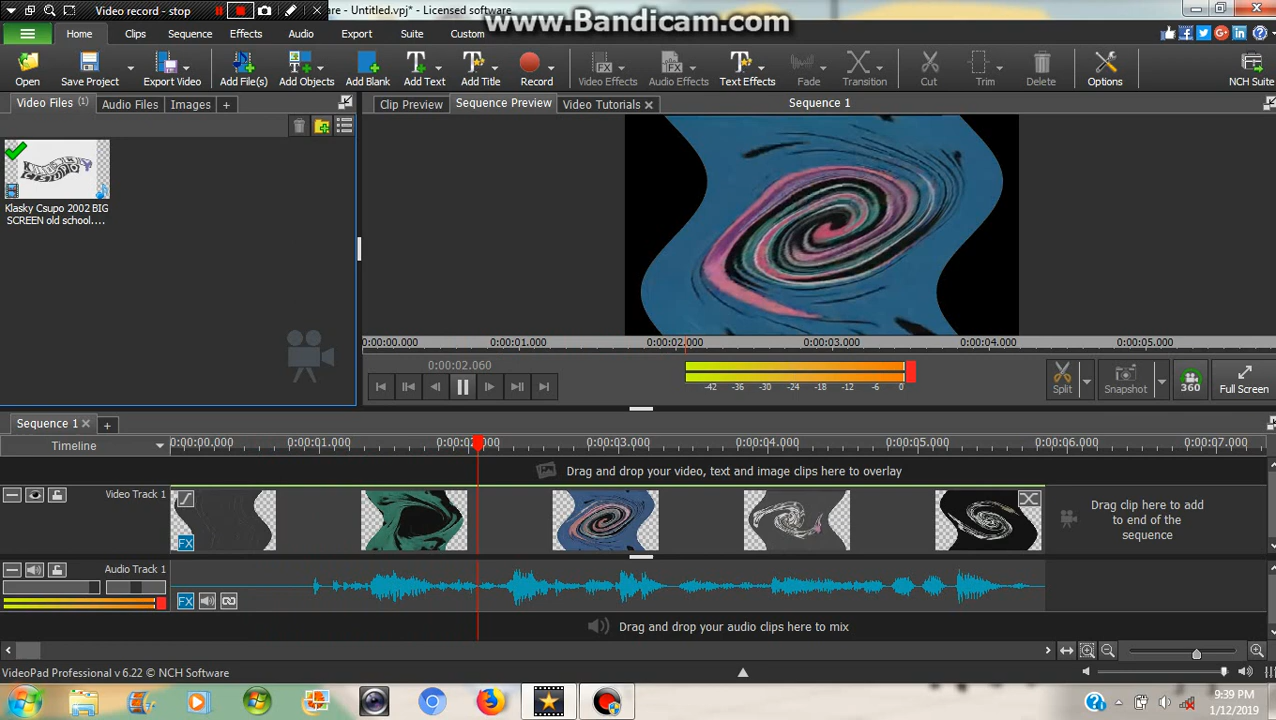 Video record - stop
are - Untitled.vpj* - Licensed software
www.Bandicam.com
Home Clips Sequence Effects Audio Export Suite Custom
Open Save Project Export Video Add File(s) Add Objects Add Blank Add Text Add Title Record Video Effects Audio Effects Text Effects Fade Transition Cut Trim Delete Options NCH Suite
Video Files (1) Audio Files Images +
Clip Preview Sequence Preview Video Tutorials Sequence 1
Klasky Csupo 2002 BIG
SCREEN old school....
0:00:00.000 0:00:01.000 0:00:02.000 0:00:03.000 0:00:04.000 0:00:05.000
0:00:02.060
-42 -36 -30 -24 -18 -12 -6 0
Split Snapshot 360 Full Screen
Sequence 1
Timeline
0:00:00.000 0:00:01.000 0:00:03.000 0:00:04.000 0:00:05.000 0:00:06.000 0:00:07.000
Drag and drop your video, text and image clips here to overlay
Video Track 1
FX
Drag clip here to add
to end of the
sequence
Audio Track 1
FX
Drag and drop your audio clips here to mix
VideoPad Professional v 6.22 © NCH Software
9:39 PM
1/12/2019